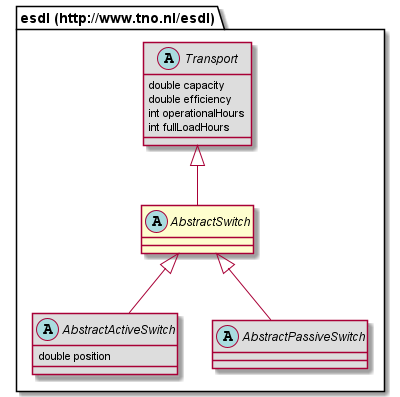 esdl (http://www.tno.nl/esdl)
A Transport
double capacity
double efficiency
int operationalHours
int fullLoadHours
A AbstractSwitch
A AbstractActiveSwitch
double position
A AbstractPassiveSwitch